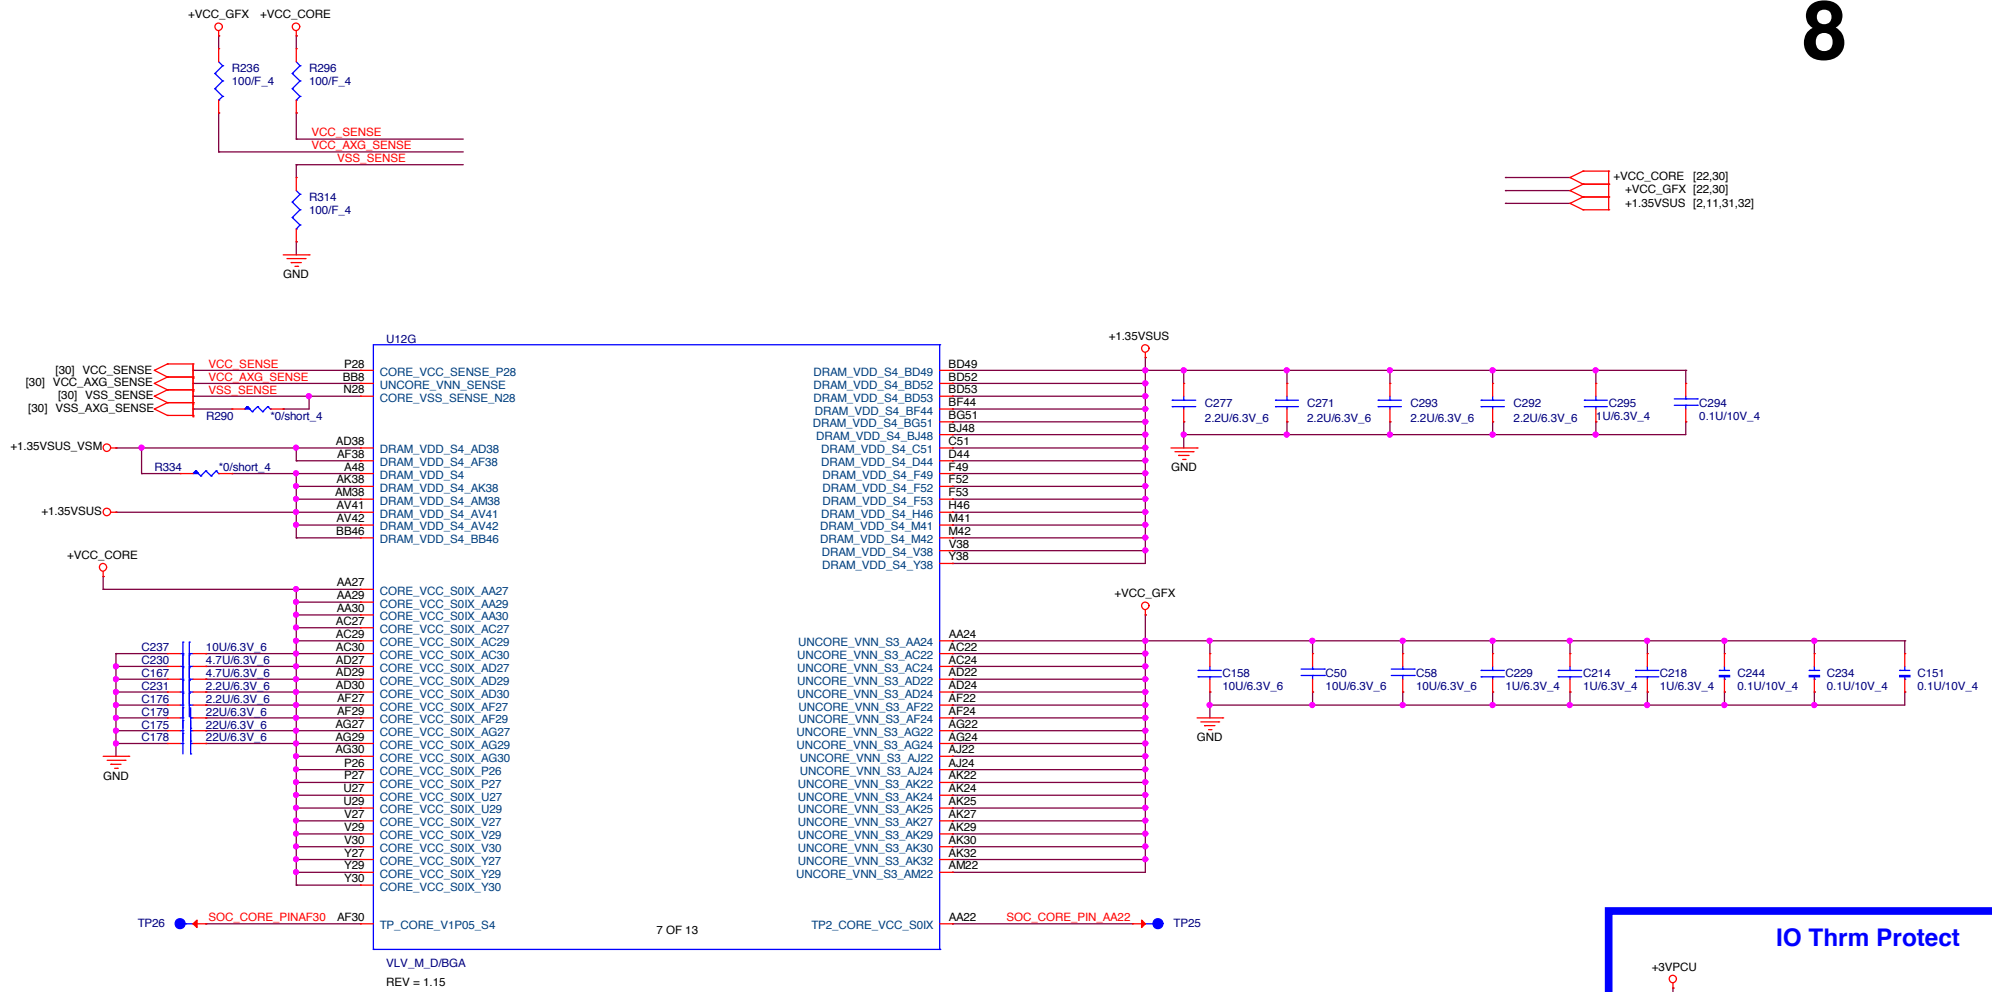 8
+VCC_GFX +VCC_CORE
R236
100/F_4
R296
100/F_4
VCC_SENSE
VCC_AXG_SENSE
VSS_SENSE
R314
100/F_4
GND
+VCC_CORE [22,30]
+VCC_GFX [22,30]
+1.35VSUS [2,11,31,32]
U12G
[30] VCC_SENSE VCC_SENSE P28 CORE_VCC_SENSE_P28
[30] VCC_AXG_SENSE VCC_AXG_SENSE BB8 UNCORE_VNN_SENSE
[30] VSS_SENSE VSS_SENSE N28 CORE_VSS_SENSE_N28
[30] VSS_AXG_SENSE R290 *0/short_4
+1.35VSUS_VSM
R334 *0/short_4
+1.35VSUS
AD38 DRAM_VDD_S4_AD38
AF38 DRAM_VDD_S4_AF38
A48 DRAM_VDD_S4
AK38 DRAM_VDD_S4_AK38
AM38 DRAM_VDD_S4_AM38
AV41 DRAM_VDD_S4_AV41
AV42 DRAM_VDD_S4_AV42
BB46 DRAM_VDD_S4_BB46
+VCC_CORE
AA27 CORE_VCC_S0IX_AA27
AA29 CORE_VCC_S0IX_AA29
AA30 CORE_VCC_S0IX_AA30
AC27 CORE_VCC_S0IX_AC27
AC29 CORE_VCC_S0IX_AC29
C237 10U/6.3V_6 AC30 CORE_VCC_S0IX_AC30
C230 4.7U/6.3V_6 AD27 CORE_VCC_S0IX_AD27
C167 4.7U/6.3V_6 AD29 CORE_VCC_S0IX_AD29
C231 2.2U/6.3V_6 AD30 CORE_VCC_S0IX_AD30
C176 2.2U/6.3V_6 AF27 CORE_VCC_S0IX_AF27
C179 22U/6.3V_6 AF29 CORE_VCC_S0IX_AF29
C175 22U/6.3V_6 AG27 CORE_VCC_S0IX_AG27
C178 22U/6.3V_6 AG29 CORE_VCC_S0IX_AG29
GND
AG30 CORE_VCC_S0IX_AG30
P26 CORE_VCC_S0IX_P26
P27 CORE_VCC_S0IX_P27
U27 CORE_VCC_S0IX_U27
U29 CORE_VCC_S0IX_U29
V27 CORE_VCC_S0IX_V27
V29 CORE_VCC_S0IX_V29
V30 CORE_VCC_S0IX_V30
Y27 CORE_VCC_S0IX_Y27
Y29 CORE_VCC_S0IX_Y29
Y30 CORE_VCC_S0IX_Y30
TP26 SOC_CORE_PINAF30 AF30 TP_CORE_V1P05_S4
7 OF 13
VLV_M_D/BGA
REV = 1.15
+1.35VSUS
DRAM_VDD_S4_BD49 BD49
DRAM_VDD_S4_BD52 BD52
DRAM_VDD_S4_BD53 BD53
DRAM_VDD_S4_BF44 BF44
DRAM_VDD_S4_BG51 BG51
DRAM_VDD_S4_BJ48 BJ48
DRAM_VDD_S4_C51 C51
DRAM_VDD_S4_D44 D44
DRAM_VDD_S4_F49 F49
DRAM_VDD_S4_F52 F52
DRAM_VDD_S4_F53 F53
DRAM_VDD_S4_H46 H46
DRAM_VDD_S4_M41 M41
DRAM_VDD_S4_M42 M42
DRAM_VDD_S4_V38 V38
DRAM_VDD_S4_Y38 Y38
C277
2.2U/6.3V_6
C271
2.2U/6.3V_6
C293
2.2U/6.3V_6
C292
2.2U/6.3V_6
C295
1U/6.3V_4
C294
0.1U/10V_4
GND
+VCC_GFX
UNCORE_VNN_S3_AA24 AA24
UNCORE_VNN_S3_AC22 AC22
UNCORE_VNN_S3_AC24 AC24
UNCORE_VNN_S3_AD22 AD22
UNCORE_VNN_S3_AD24 AD24
UNCORE_VNN_S3_AF22 AF22
UNCORE_VNN_S3_AF24 AF24
UNCORE_VNN_S3_AG22 AG22
UNCORE_VNN_S3_AG24 AG24
UNCORE_VNN_S3_AJ22 AJ22
UNCORE_VNN_S3_AJ24 AJ24
UNCORE_VNN_S3_AK22 AK22
UNCORE_VNN_S3_AK24 AK24
UNCORE_VNN_S3_AK25 AK25
UNCORE_VNN_S3_AK27 AK27
UNCORE_VNN_S3_AK29 AK29
UNCORE_VNN_S3_AK30 AK30
UNCORE_VNN_S3_AK32 AK32
UNCORE_VNN_S3_AM22 AM22
C158
10U/6.3V_6
C50
10U/6.3V_6
C58
10U/6.3V_6
C229
1U/6.3V_4
C214
1U/6.3V_4
C218
1U/6.3V_4
C244
0.1U/10V_4
C234
0.1U/10V_4
C151
0.1U/10V_4
GND
TP2_CORE_VCC_S0IX AA22 SOC_CORE_PIN_AA22 TP25
IO Thrm Protect
+3VPCU